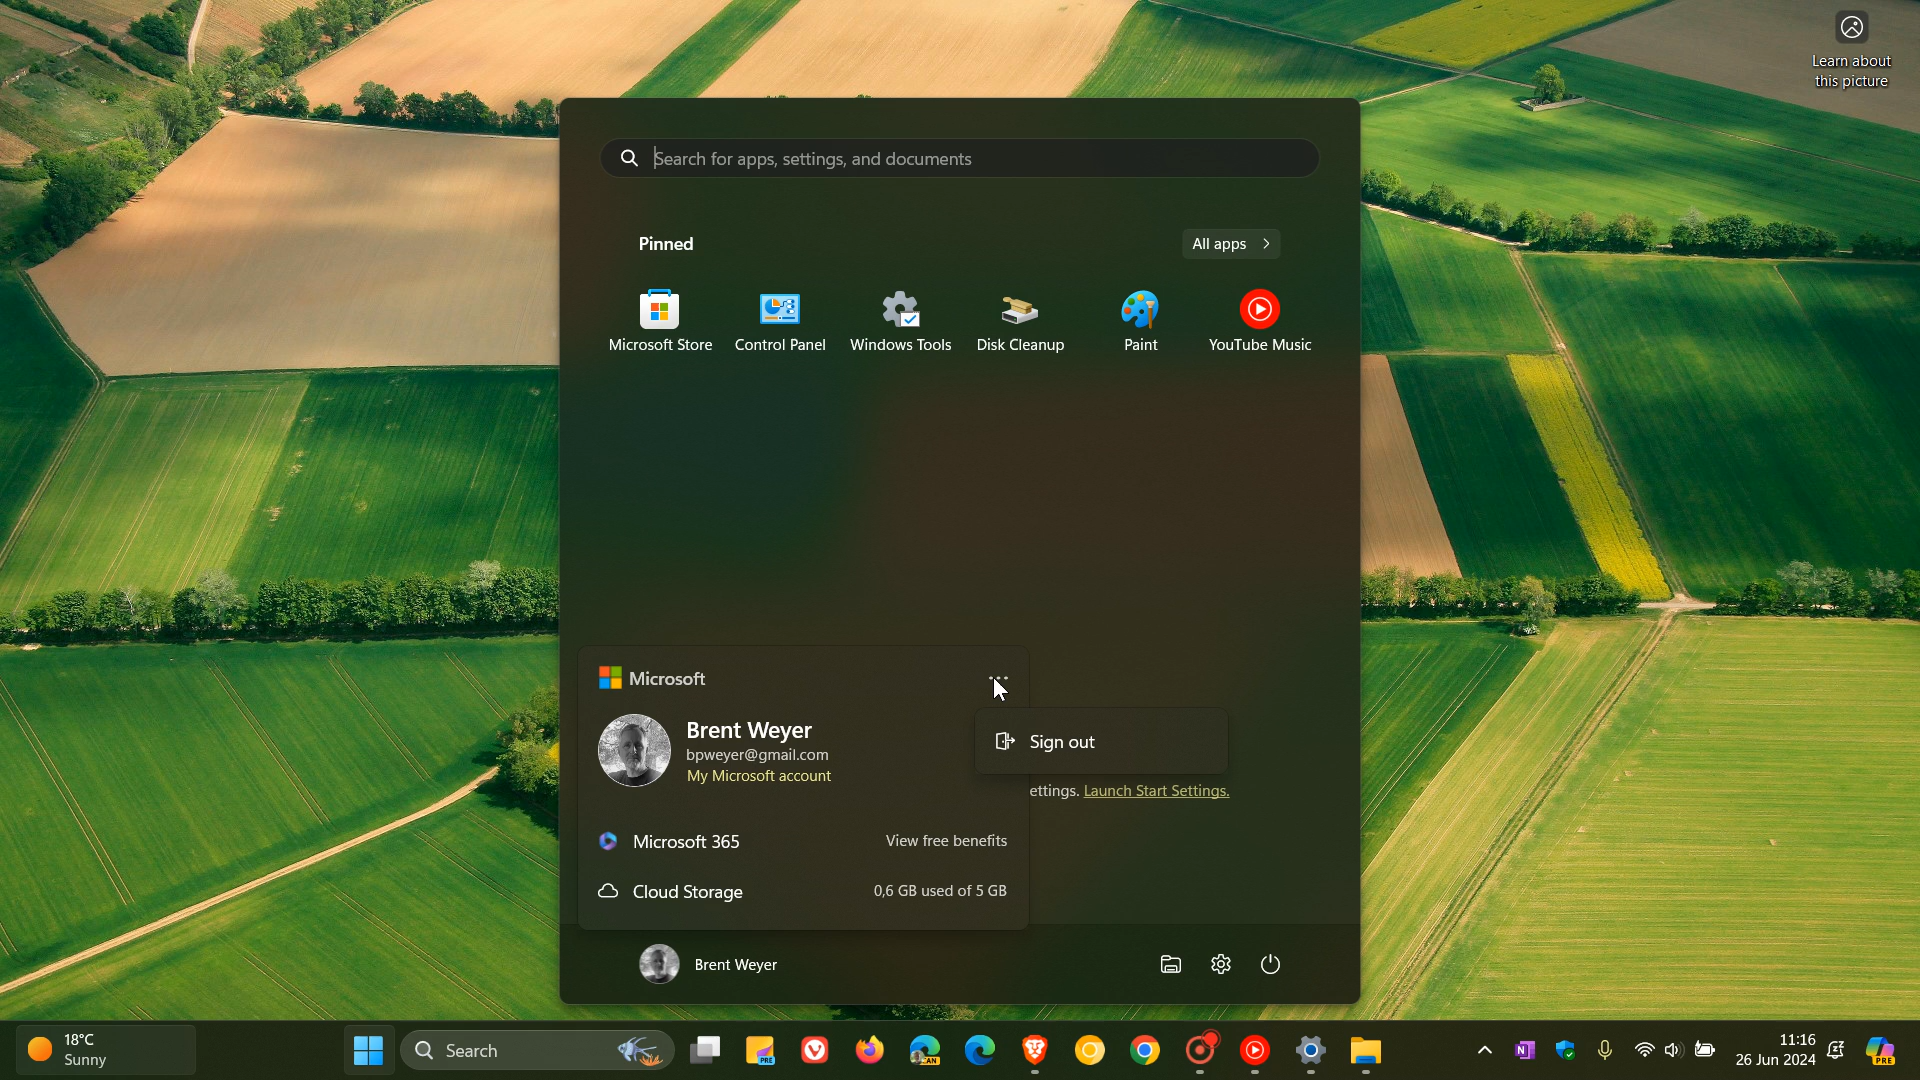 Learn about
this picture
Search for apps, settings, and documents
Pinned
All apps
Microsoft Store
Control Panel
Windows Tools
Disk Cleanup
Paint
YouTube Music
Microsoft
Brent Weyer
bpweyer@gmail.com
My Microsoft account
Sign out
ettings. Launch Start Settings.
Microsoft 365
View free benefits
Cloud Storage
0,6 GB used of 5 GB
Brent Weyer
18°C
Sunny
Search
PRE
CAN
N
11:16
26 Jun 2024
PRE